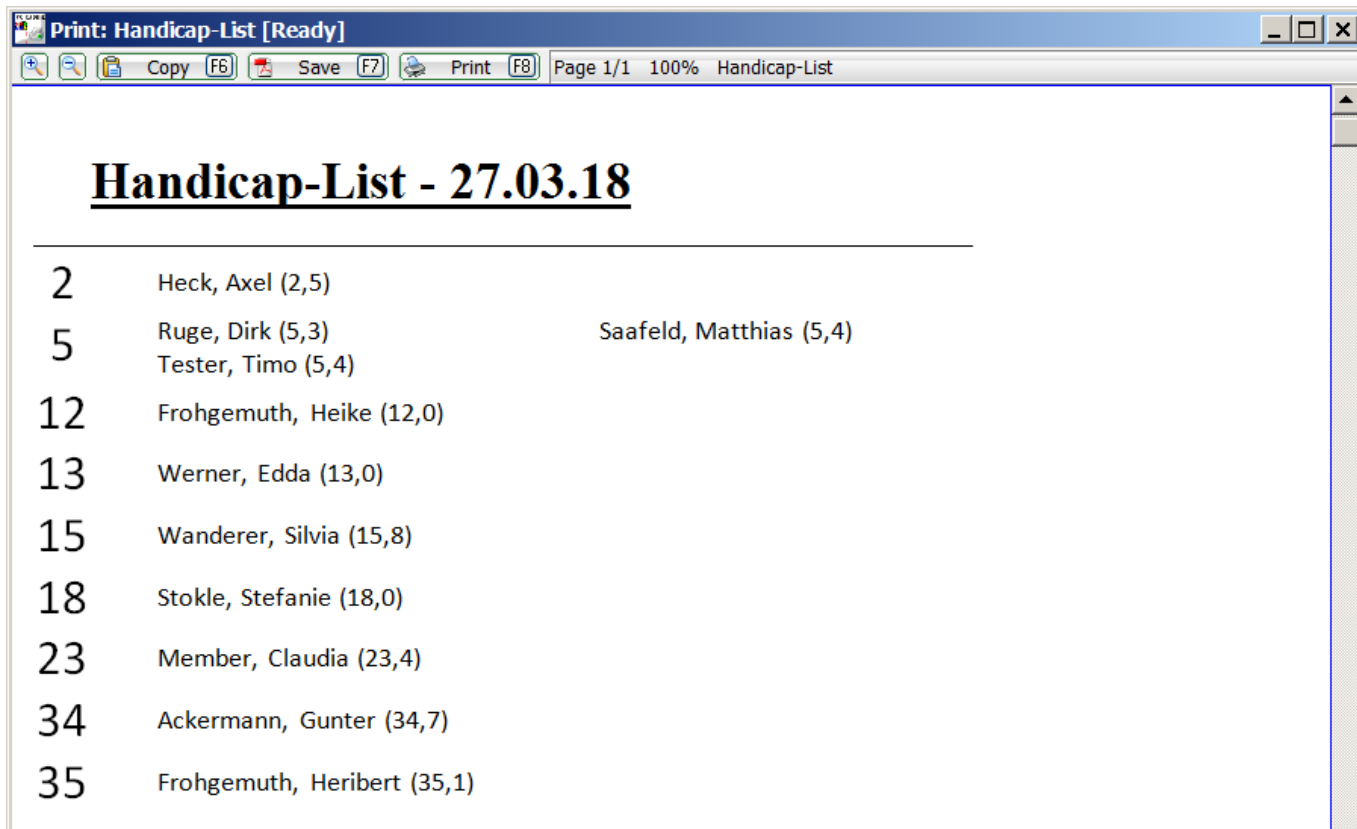 Print: Handicap-List [Ready]
Copy F6 Save F7 Print F8 Page 1/1 100% Handicap-List
Handicap-List - 27.03.18
2 Heck, Axel (2,5)
5 Ruge, Dirk (5,3) Saafeld, Matthias (5,4)
Tester, Timo (5,4)
12 Frohgemuth, Heike (12,0)
13 Werner, Edda (13,0)
15 Wanderer, Silvia (15,8)
18 Stokle, Stefanie (18,0)
23 Member, Claudia (23,4)
34 Ackermann, Gunter (34,7)
35 Frohgemuth, Heribert (35,1)